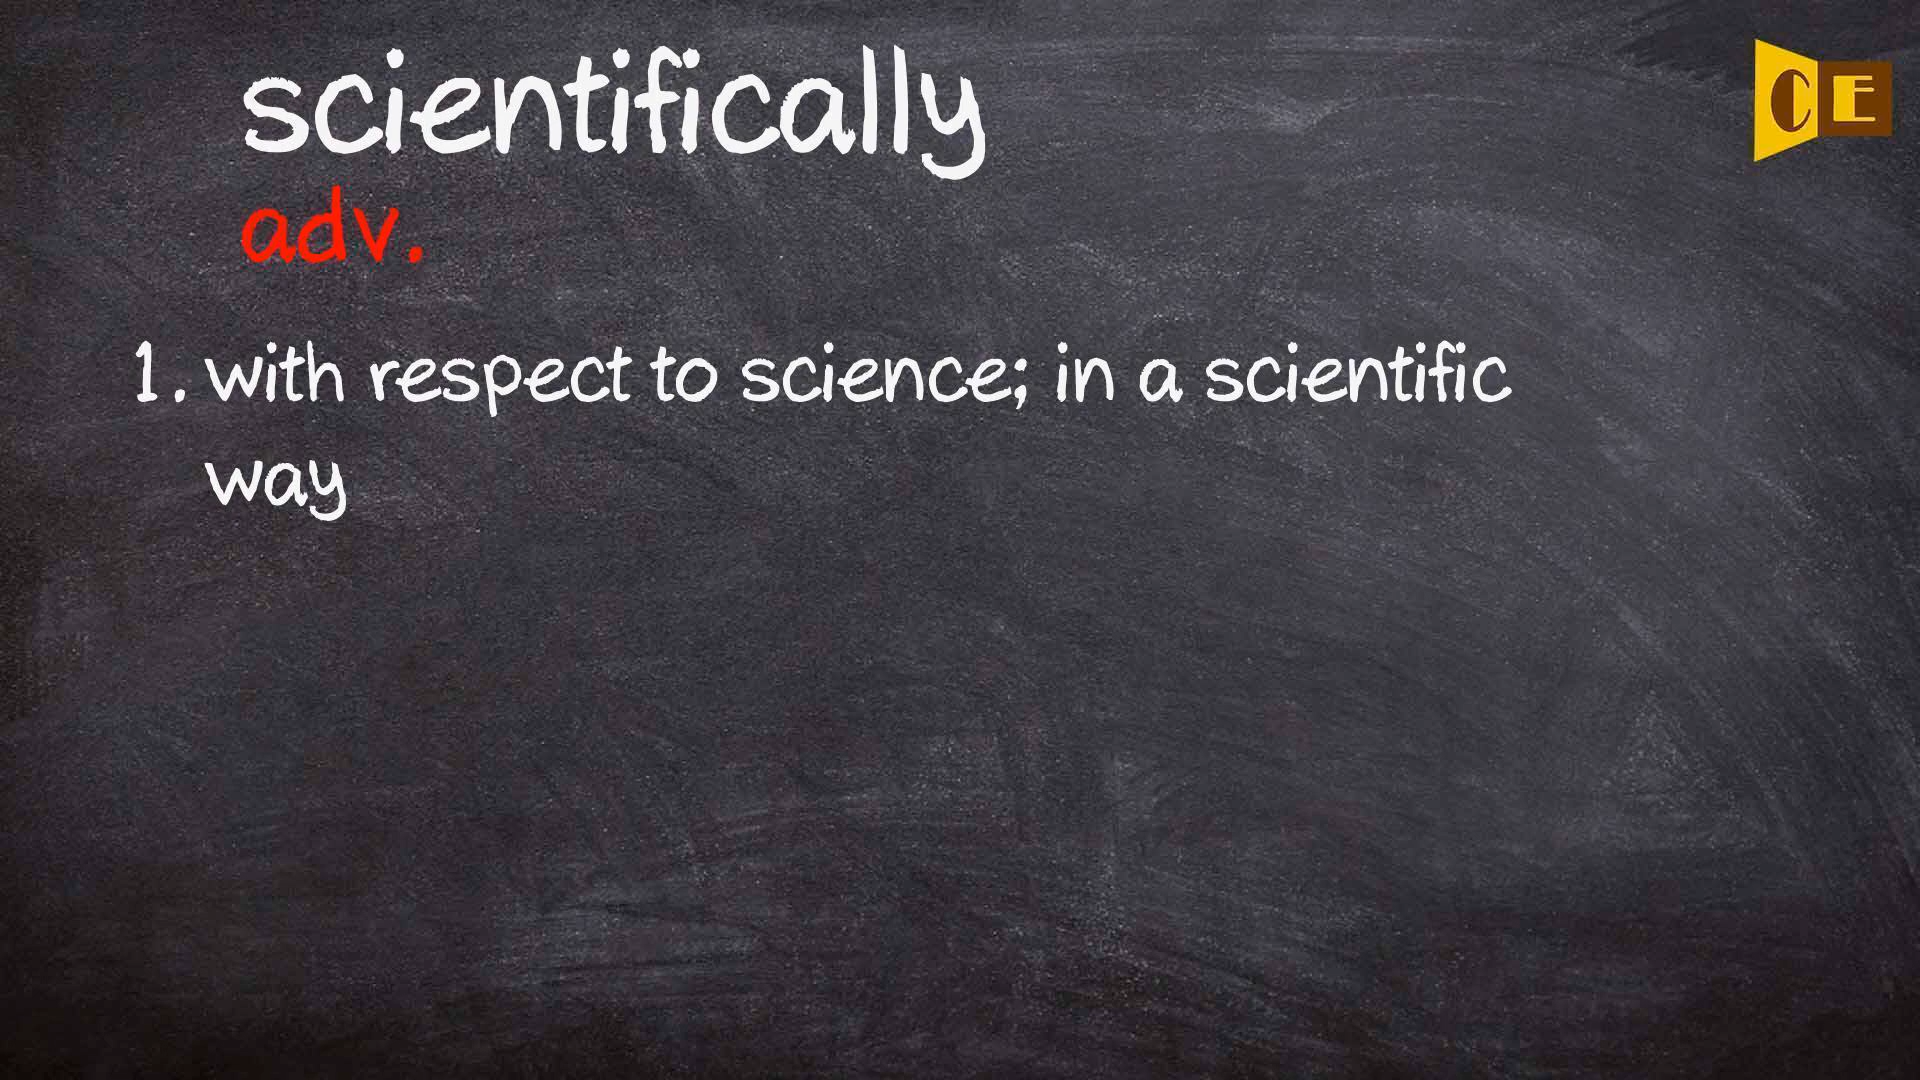 scientifically
CE
adv.
1. with respect to science; in a scientific
way